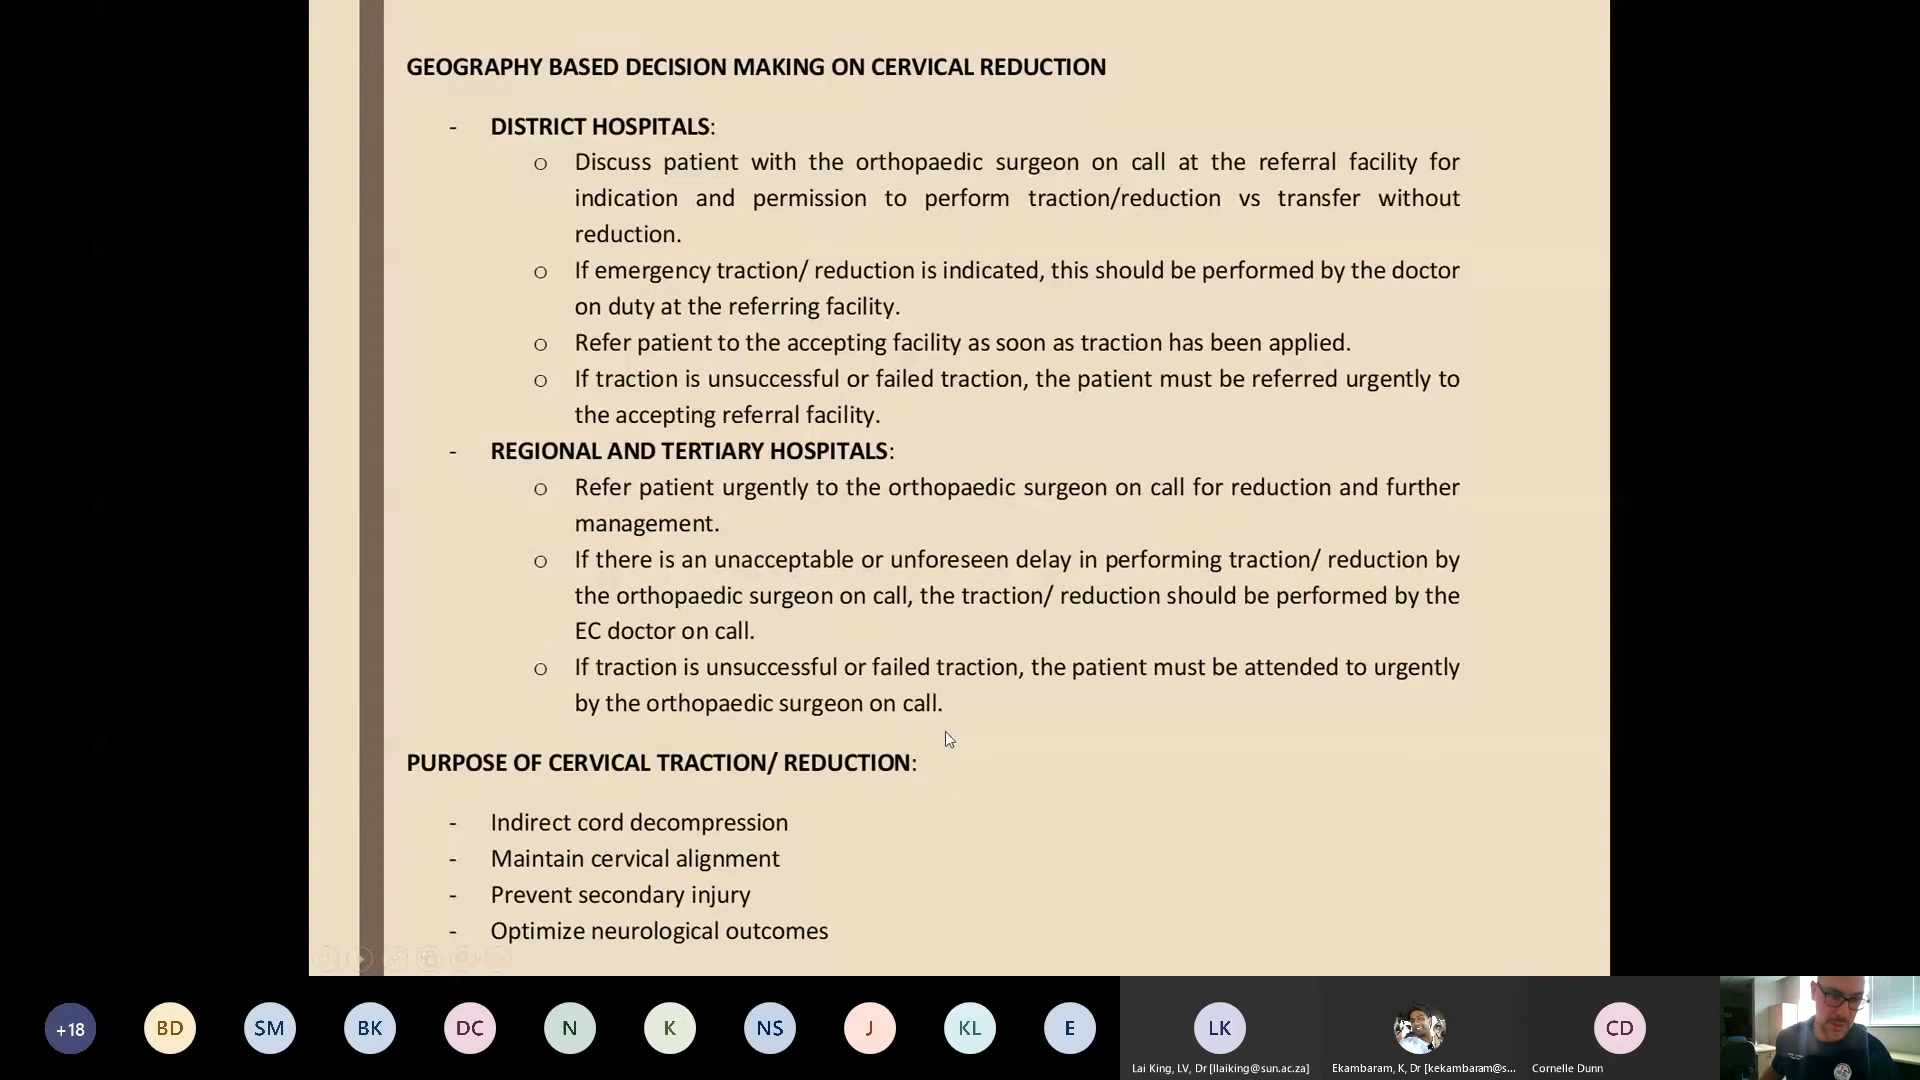 GEOGRAPHY BASED DECISION MAKING ON CERVICAL REDUCTION
- DISTRICT HOSPITALS:
o Discuss patient with the orthopaedic surgeon on call at the referral facility for
indication and permission to perform traction/reduction vs transfer without
reduction.
o If emergency traction/ reduction is indicated, this should be performed by the doctor
on duty at the referring facility.
o Refer patient to the accepting facility as soon as traction has been applied.
o If traction is unsuccessful or failed traction, the patient must be referred urgently to
the accepting referral facility.
- REGIONAL AND TERTIARY HOSPITALS:
o Refer patient urgently to the orthopaedic surgeon on call for reduction and further
management.
o If there is an unacceptable or unforeseen delay in performing traction/ reduction by
the orthopaedic surgeon on call, the traction/ reduction should be performed by the
EC doctor on call.
o If traction is unsuccessful or failed traction, the patient must be attended to urgently
by the orthopaedic surgeon on call.
PURPOSE OF CERVICAL TRACTION/ REDUCTION:
- Indirect cord decompression
- Maintain cervical alignment
- Prevent secondary injury
- Optimize neurological outcomes
+18 BD SM BK DC N K NS J KL E LK CD
Lai King, LV, Dr [llaiking@sun.ac.za] Ekambaram, K, Dr [kekambaram@s... Cornelle Dunn